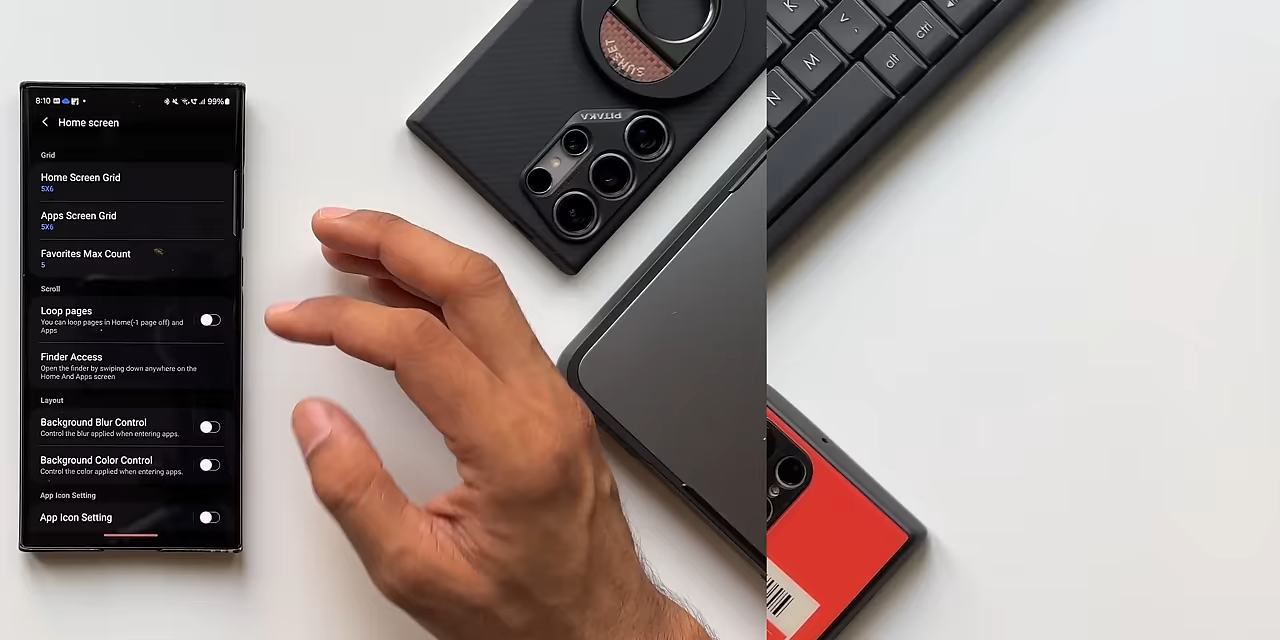 8:10
99%
Home screen
Grid
Home Screen Grid
5X6
Apps Screen Grid
5X6
Favorites Max Count
5
Scroll
Loop pages
You can loop pages in Home(-1 page off) and
Apps
Finder Access
Open the finder by swiping down anywhere on the
Home And Apps screen
Layout
Background Blur Control
Control the blur applied when entering apps.
Background Color Control
Control the color applied when entering apps.
App Icon Setting
App Icon Setting
SUNSET
PITAKA
K
V
M
N
ctrl
alt